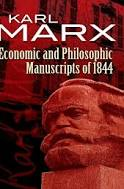 KARL
MARX
Economic and Philosophic
Manuscripts of 1844